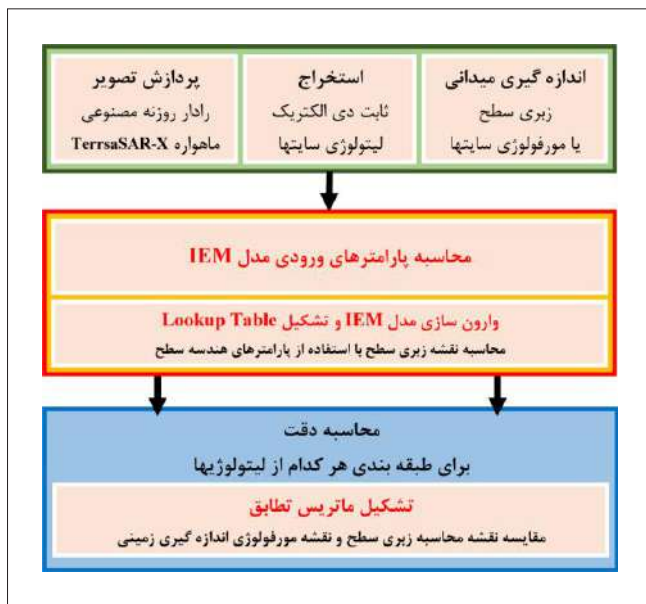 اندازه گیری میدانی
زبری سطح
یا مورفولوژی سایتها
استخراج
ثابت دی الکتریک
لیتولوژی سایتها
پردازش تصویر
رادار روزنه مصنوعی
ماهواره TerrsaSAR-X
محاسبه پارامترهای ورودی مدل IEM
وارون سازی مدل IEM و تشکیل Lookup Table
محاسبه نقشه زبری سطح با استفاده از پارامترهای هندسه سطح
محاسبه دقت
برای طبقه بندی هر کدام از لیتولوژیها
تشکیل ماتریس تطابق
مقایسه نقشه محاسبه زبری سطح و نقشه مورفولوژی اندازه گیری زمینی